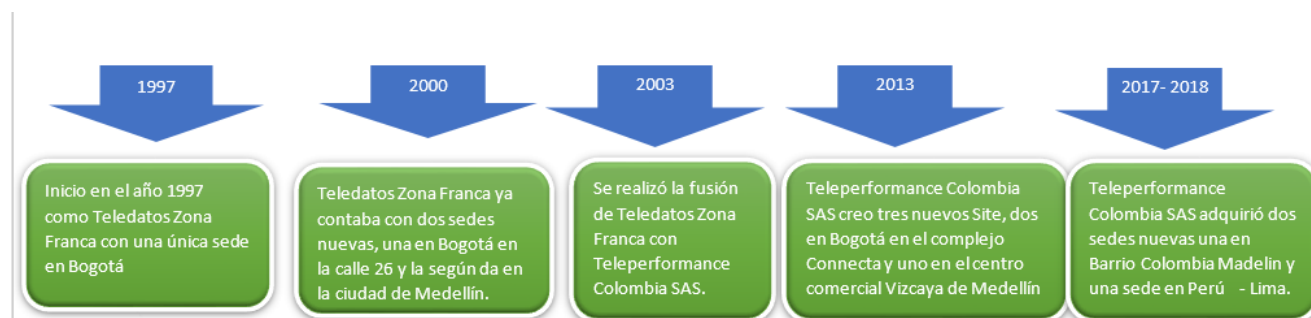 1997
Inicio en el año 1997
como Teledatos Zona
Franca con una única sede
en Bogotá
2000
Teledatos Zona Franca ya
contaba con dos sedes
nuevas, una en Bogotá en
la calle 26 y la según da en
la ciudad de Medellín.
2003
Se realizó la fusión
de Teledatos Zona
Franca con
Teleperformance
Colombia SAS.
2013
Teleperformance Colombia
SAS creo tres nuevos Site, dos
en Bogotá en el complejo
Connecta y uno en el centro
comercial Vizcaya de Medellín
2017- 2018
Teleperformance
Colombia SAS adquirió dos
sedes nuevas una en
Barrio Colombia Madelin y
una sede en Perú - Lima.